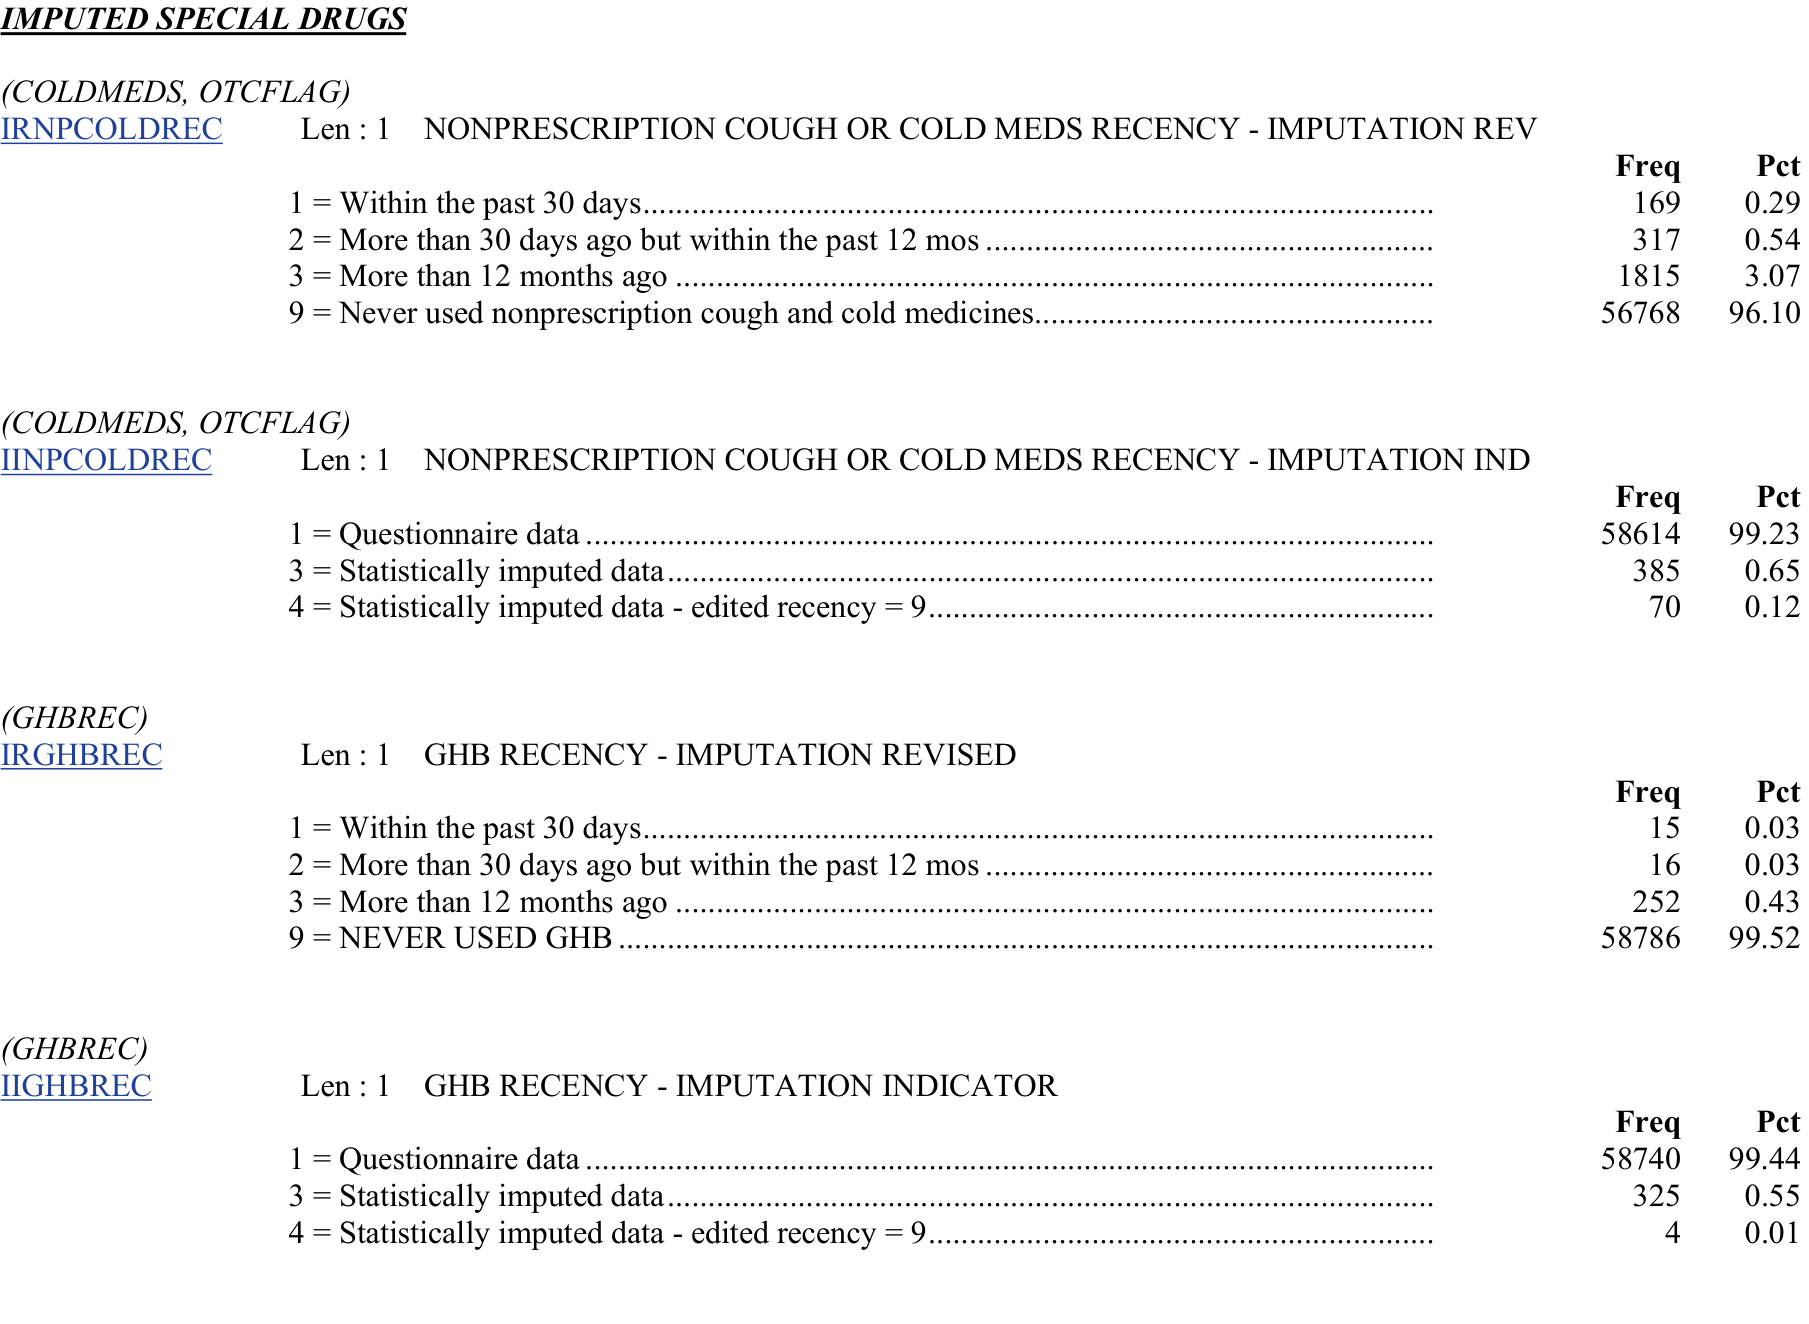 IMPUTED SPECIAL DRUGS
(COLDMEDS, OTCFLAG)
IRNPCOLDREC Len : 1 NONPRESCRIPTION COUGH OR COLD MEDS RECENCY - IMPUTATION REV
Freq Pct
1 = Within the past 30 days 169 0.29
2 = More than 30 days ago but within the past 12 mos 317 0.54
3 = More than 12 months ago 1815 3.07
9 = Never used nonprescription cough and cold medicines 56768 96.10
(COLDMEDS, OTCFLAG)
IINPCOLDREC Len : 1 NONPRESCRIPTION COUGH OR COLD MEDS RECENCY - IMPUTATION IND
Freq Pct
1 = Questionnaire data 58614 99.23
3 = Statistically imputed data 385 0.65
4 = Statistically imputed data - edited recency = 9 70 0.12
(GHBREC)
IRGHBREC Len : 1 GHB RECENCY - IMPUTATION REVISED
Freq Pct
1 = Within the past 30 days 15 0.03
2 = More than 30 days ago but within the past 12 mos 16 0.03
3 = More than 12 months ago 252 0.43
9 = NEVER USED GHB 58786 99.52
(GHBREC)
IIGHBREC Len : 1 GHB RECENCY - IMPUTATION INDICATOR
Freq Pct
1 = Questionnaire data 58740 99.44
3 = Statistically imputed data 325 0.55
4 = Statistically imputed data - edited recency = 9 4 0.01